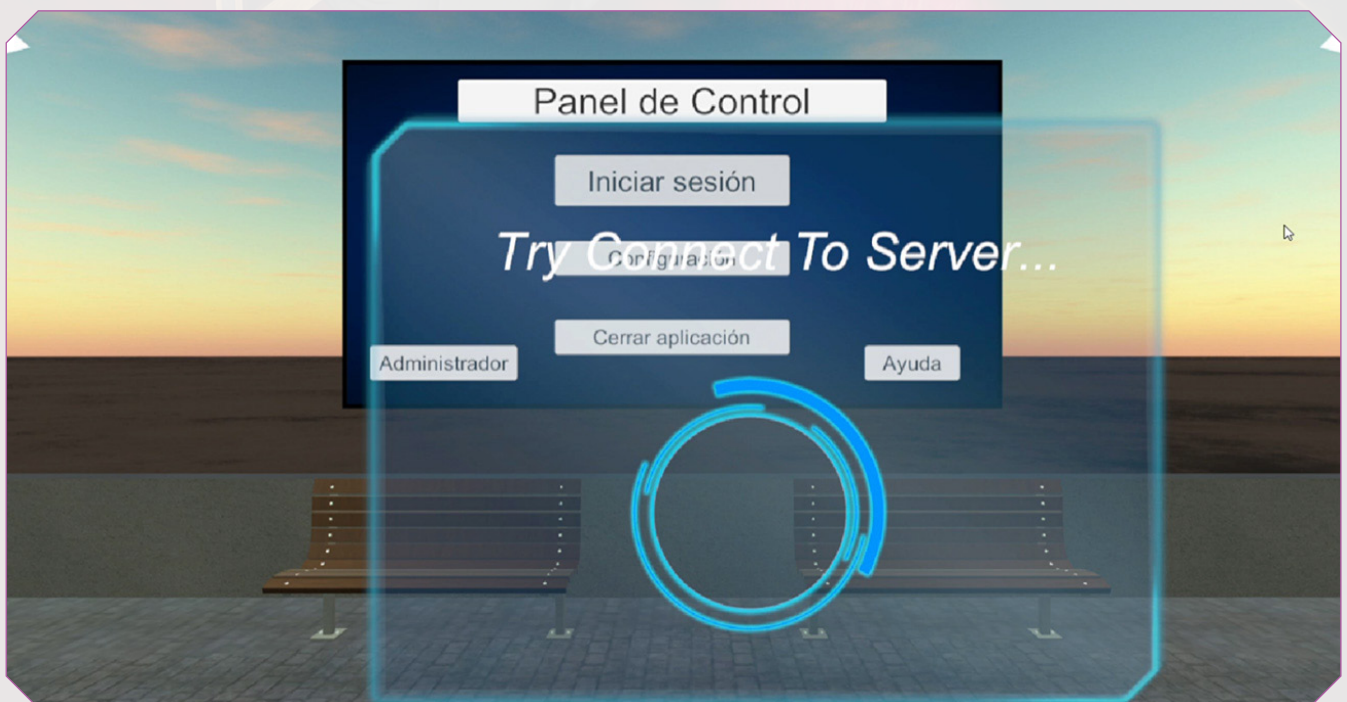 Panel de Control
Iniciar sesión
Try Connect To Server...
Configuración
Cerrar aplicación
Administrador
Ayuda